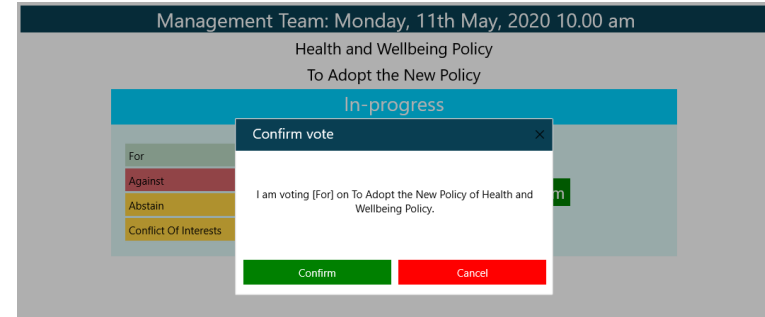 Management Team: Monday, 11th May, 2020 10.00 am
Health and Wellbeing Policy
To Adopt the New Policy
In-progress
Confirm vote
×
For
Against
Abstain
Conflict Of Interests
I am voting [For] on To Adopt the New Policy of Health and
Wellbeing Policy.
Confirm
Cancel